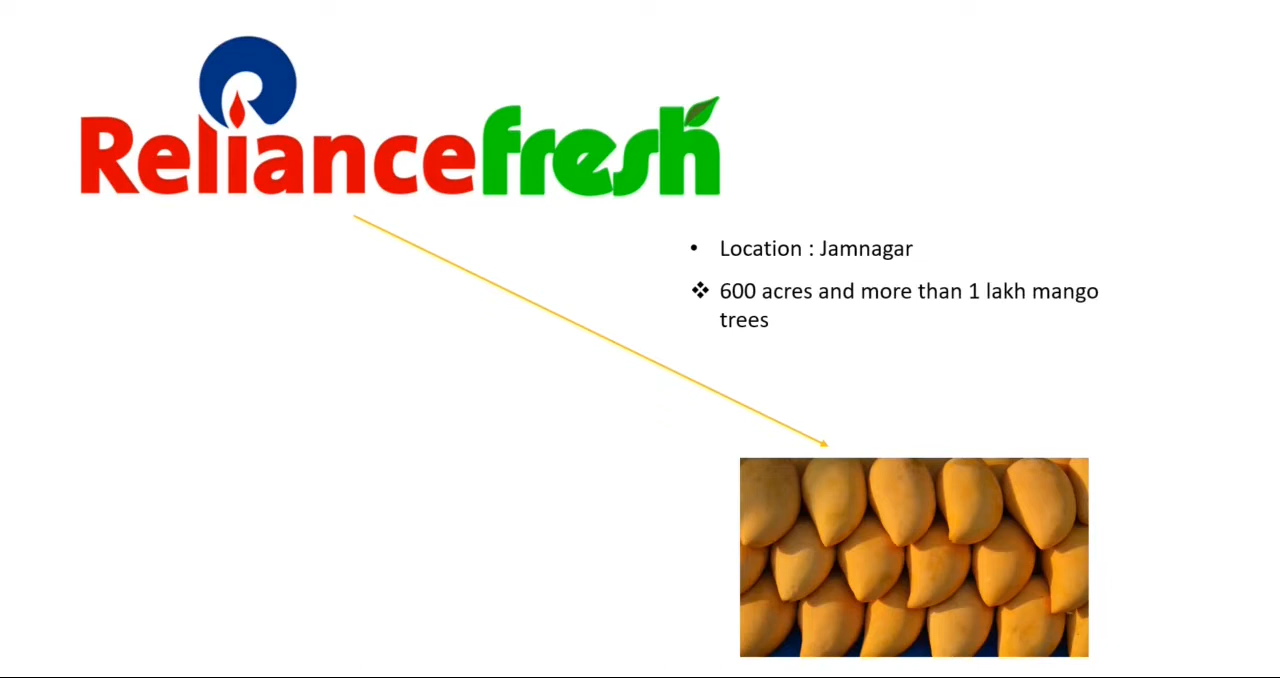 Reliancefresh
• Location : Jamnagar
❖ 600 acres and more than 1 lakh mango
trees